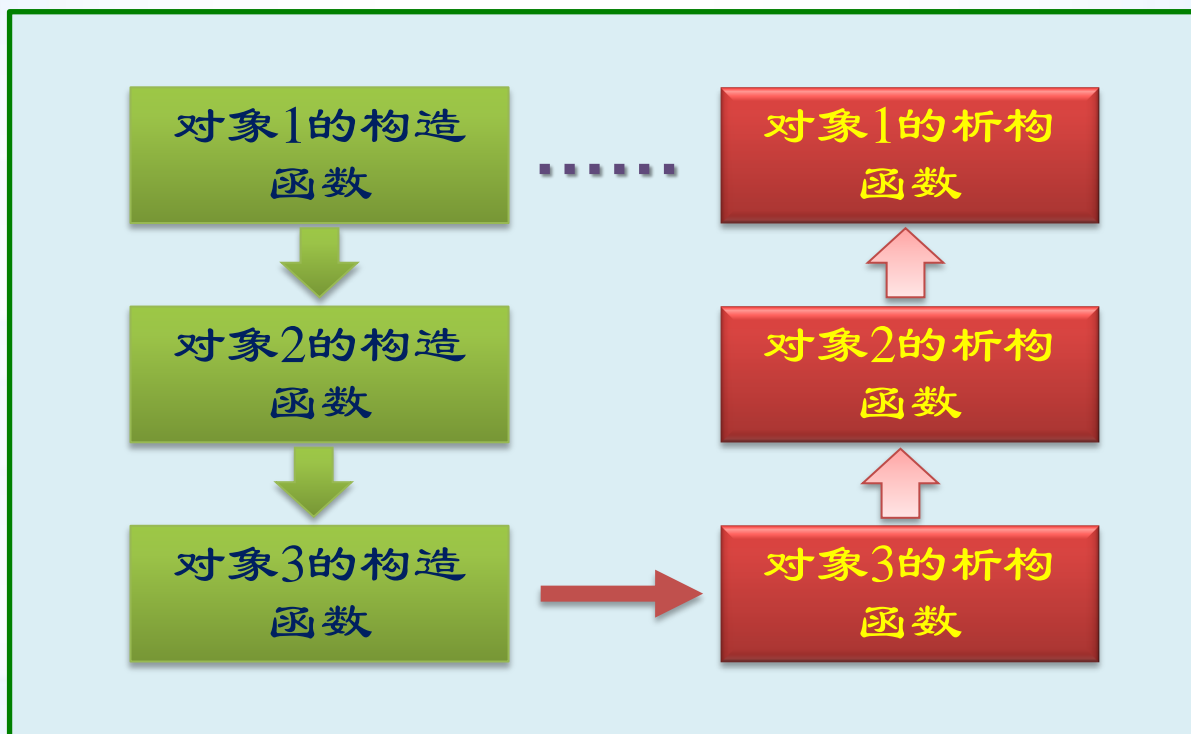 对象1的构造
函数
对象1的析构
函数
对象2的构造
函数
对象2的析构
函数
对象3的构造
函数
对象3的析构
函数